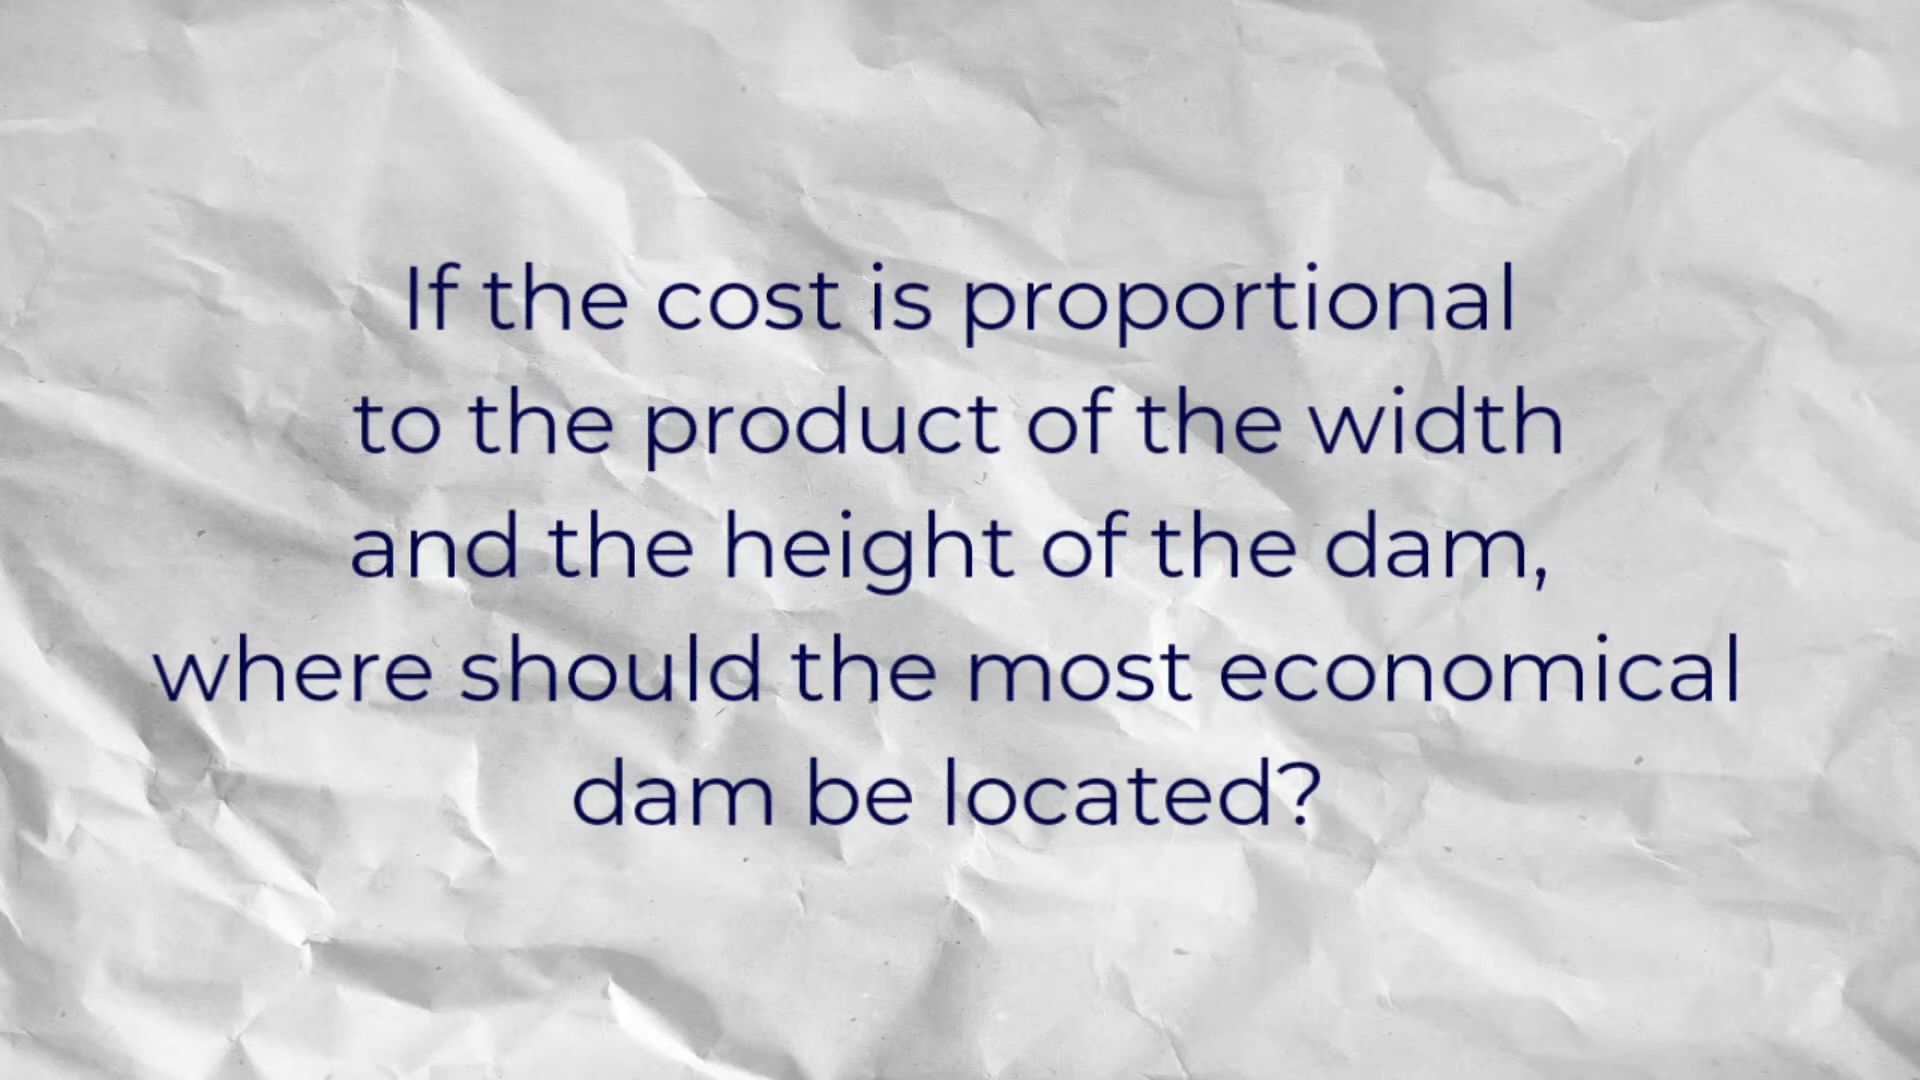 If the cost is proportional
to the product of the width
and the height of the dam,
where should the most economical
dam be located?